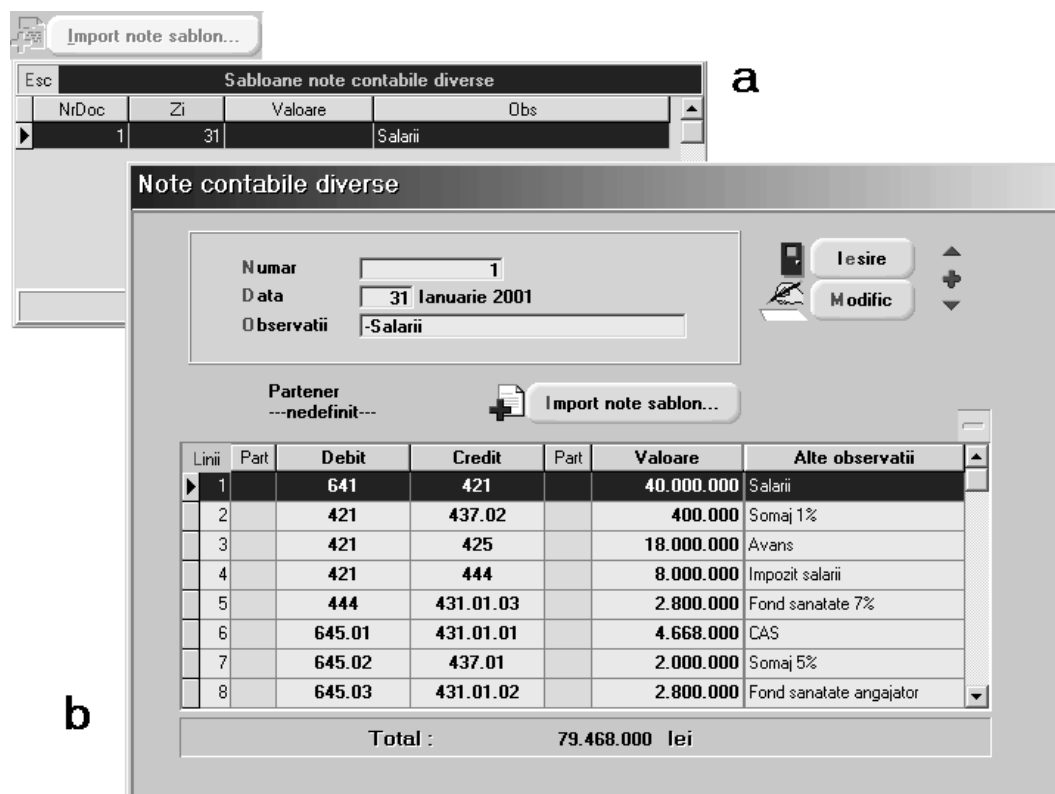 Import note sablon...
a
Esc Sabloane note contabile diverse
NrDoc Zi Valoare Obs
1 31 Salarii
Note contabile diverse
Numar 1
Data 31 Ianuarie 2001
Observatii -Salarii
Iesire
Modific
Partener
---nedefinit---
Import note sablon...
Linii Part Debit Credit Part Valoare Alte observatii
1 641 421 40.000.000 Salarii
2 421 437.02 400.000 Somaj 1%
3 421 425 18.000.000 Avans
4 421 444 8.000.000 Impozit salarii
5 444 431.01.03 2.800.000 Fond sanatate 7%
6 645.01 431.01.01 4.668.000 CAS
7 645.02 437.01 2.000.000 Somaj 5%
8 645.03 431.01.02 2.800.000 Fond sanatate angajator
b
Total : 79.468.000 lei